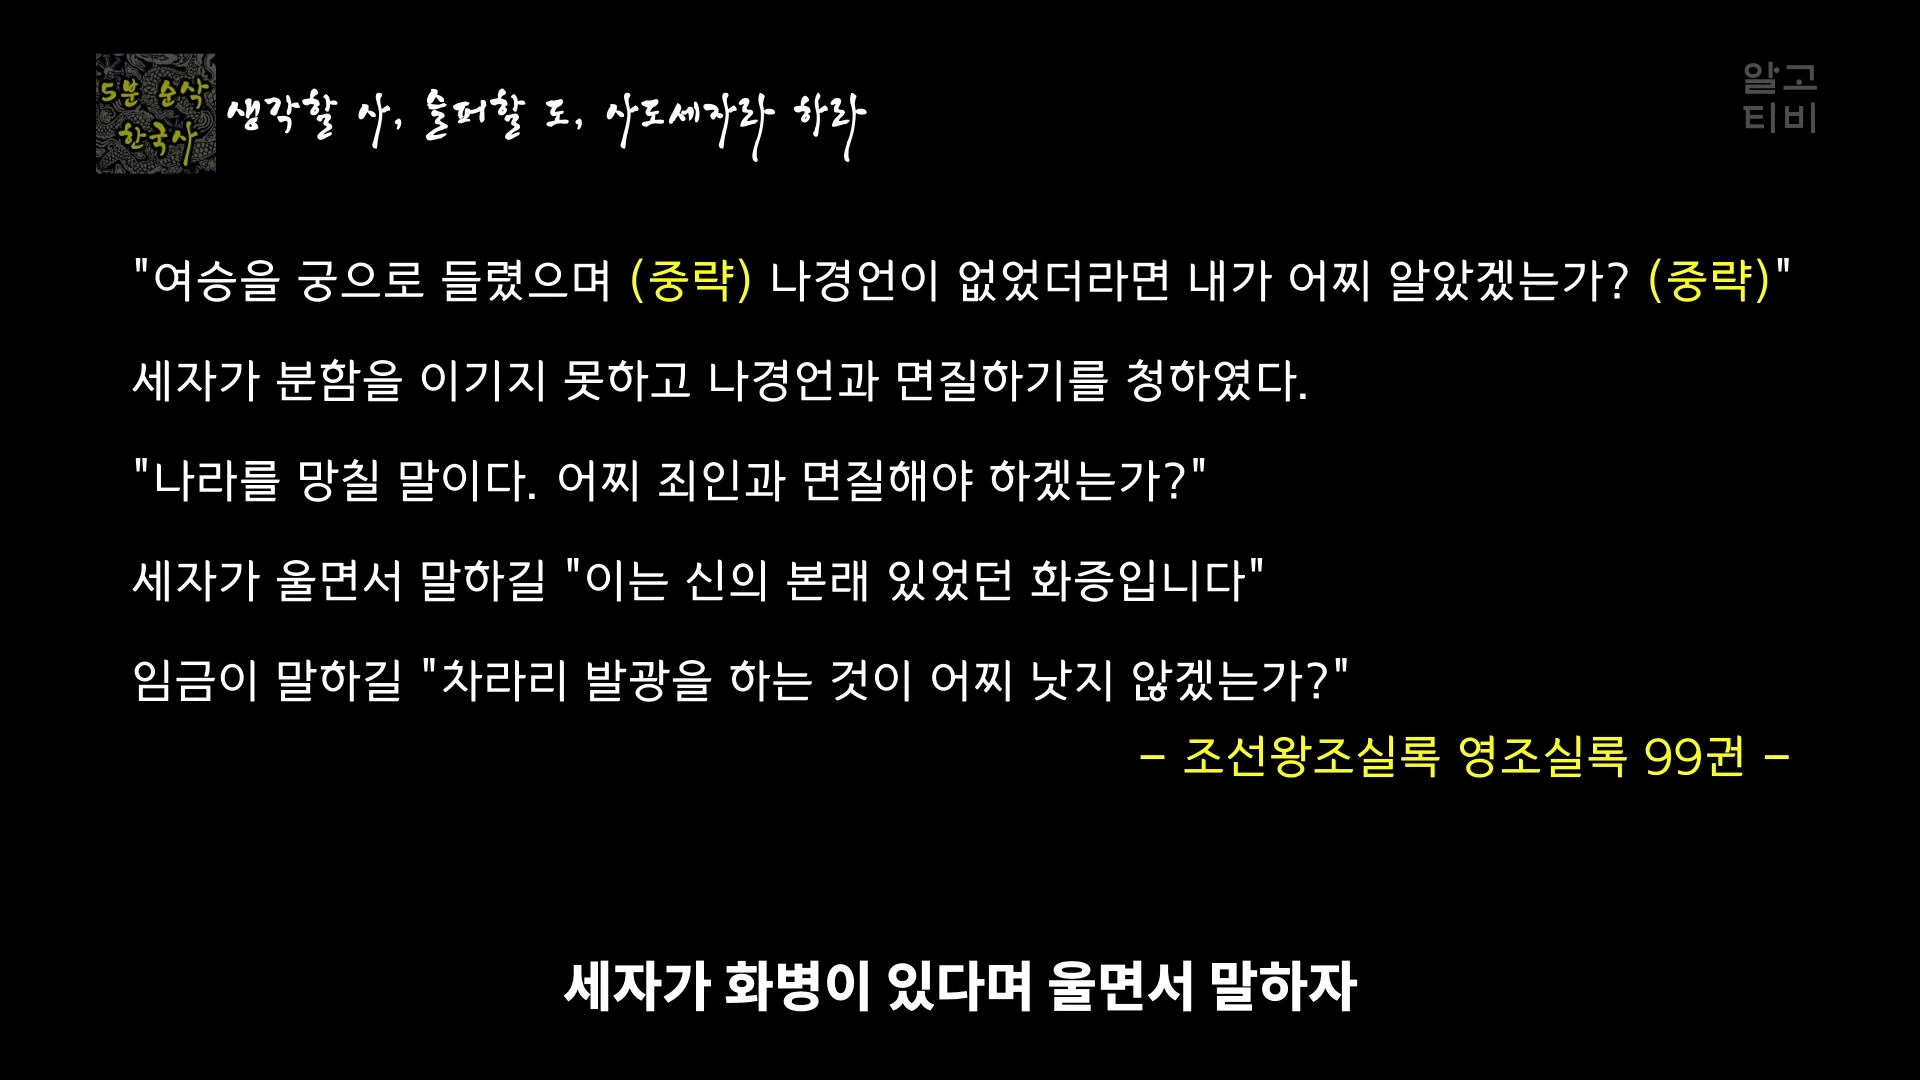 5분 순삭
한국사
생각할 사, 슬퍼할 도, 사도세자라 하라
알고
티비
"여승을 궁으로 들렸으며 (중략) 나경언이 없었더라면 내가 어찌 알았겠는가? (중략)"
세자가 분함을 이기지 못하고 나경언과 면질하기를 청하였다.
"나라를 망칠 말이다. 어찌 죄인과 면질해야 하겠는가?"
세자가 울면서 말하길 "이는 신의 본래 있었던 화증입니다"
임금이 말하길 "차라리 발광을 하는 것이 어찌 낫지 않겠는가?"
– 조선왕조실록 영조실록 99권 –
세자가 화병이 있다며 울면서 말하자